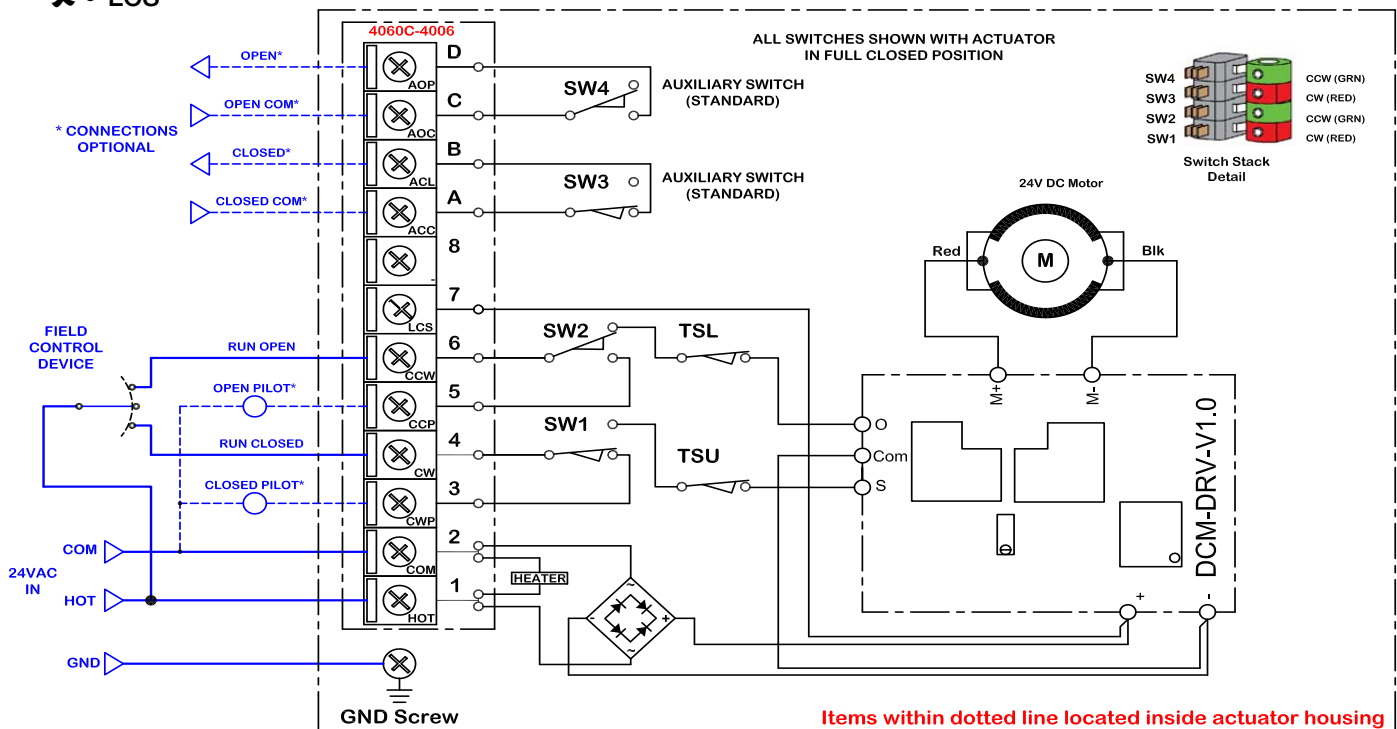 LCS
4060C-4006
ALL SWITCHES SHOWN WITH ACTUATOR
IN FULL CLOSED POSITION
OPEN*
D
AOP
SW4
AUXILIARY SWITCH
(STANDARD)
OPEN COM*
C
AOC
* CONNECTIONS
OPTIONAL
CLOSED*
B
ACL
SW3
AUXILIARY SWITCH
(STANDARD)
CLOSED COM*
A
ACC
8
-
7
LCS
SW4
SW3
SW2
SW1
CCW (GRN)
CW (RED)
CCW (GRN)
CW (RED)
Switch Stack
Detail
24V DC Motor
Red
M
Blk
FIELD
CONTROL
DEVICE
RUN OPEN
6
CCW
SW2
TSL
OPEN PILOT*
5
CCP
RUN CLOSED
4
CW
SW1
TSU
CLOSED PILOT*
3
CWP
COM
2
COM
24VAC
IN
HEATER
HOT
1
HOT
~
-
+
~
M+
M-
O
Com
S
DCM-DRV-V1.0
+
-
GND
GND Screw
Items within dotted line located inside actuator housing